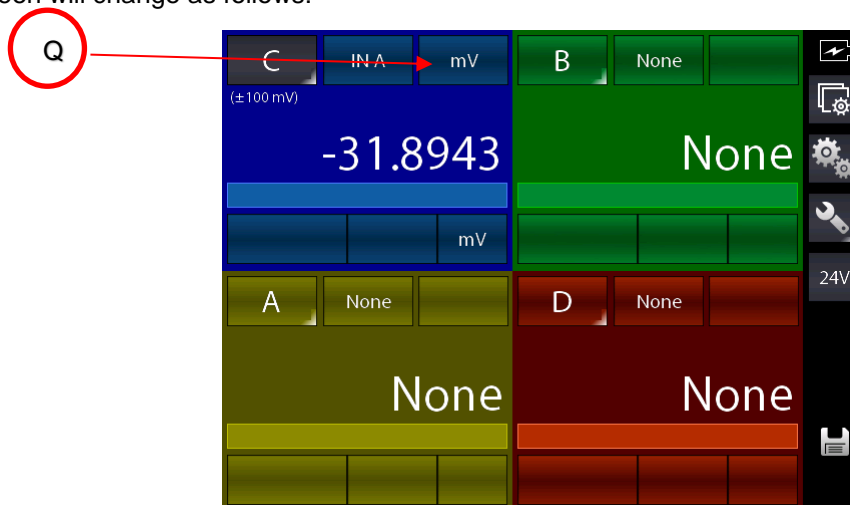 een will change as follows:
Q
C IN A mV B None
(±100 mV)
-31.8943 None
mV
24V
A None D None
None None